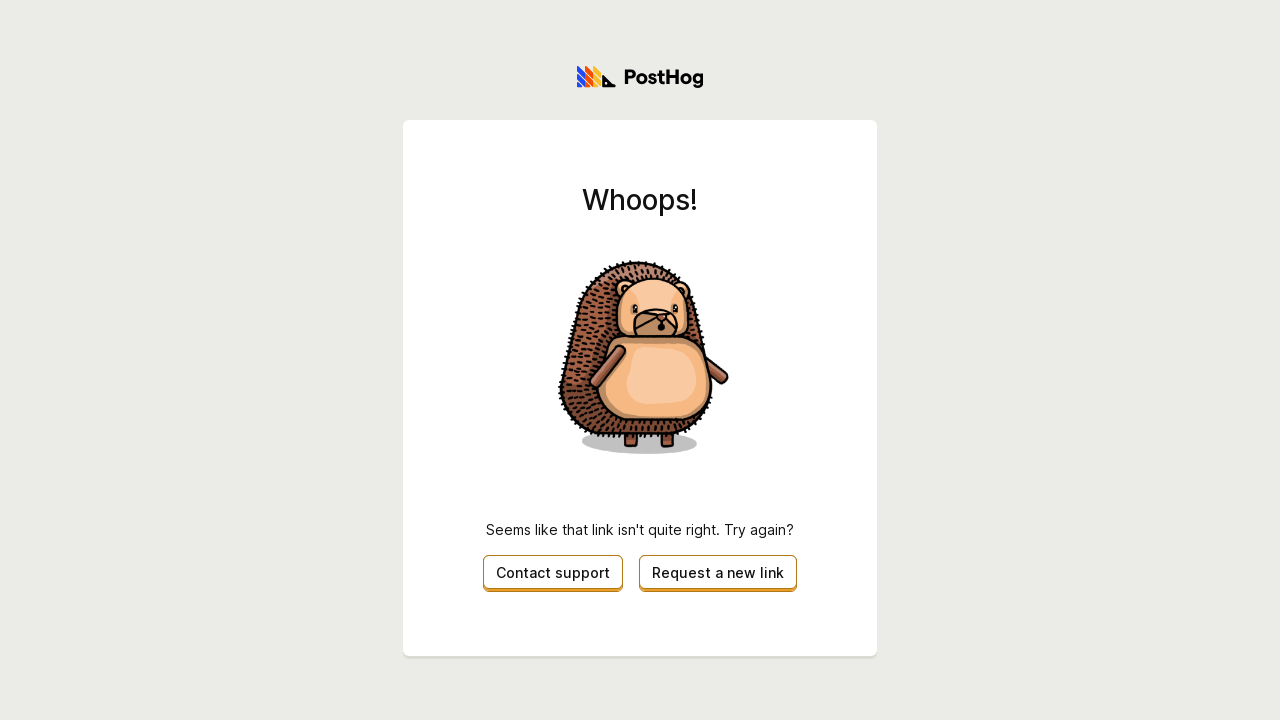 PostHog
Whoops!
Seems like that link isn't quite right. Try again?
Contact support
Request a new link